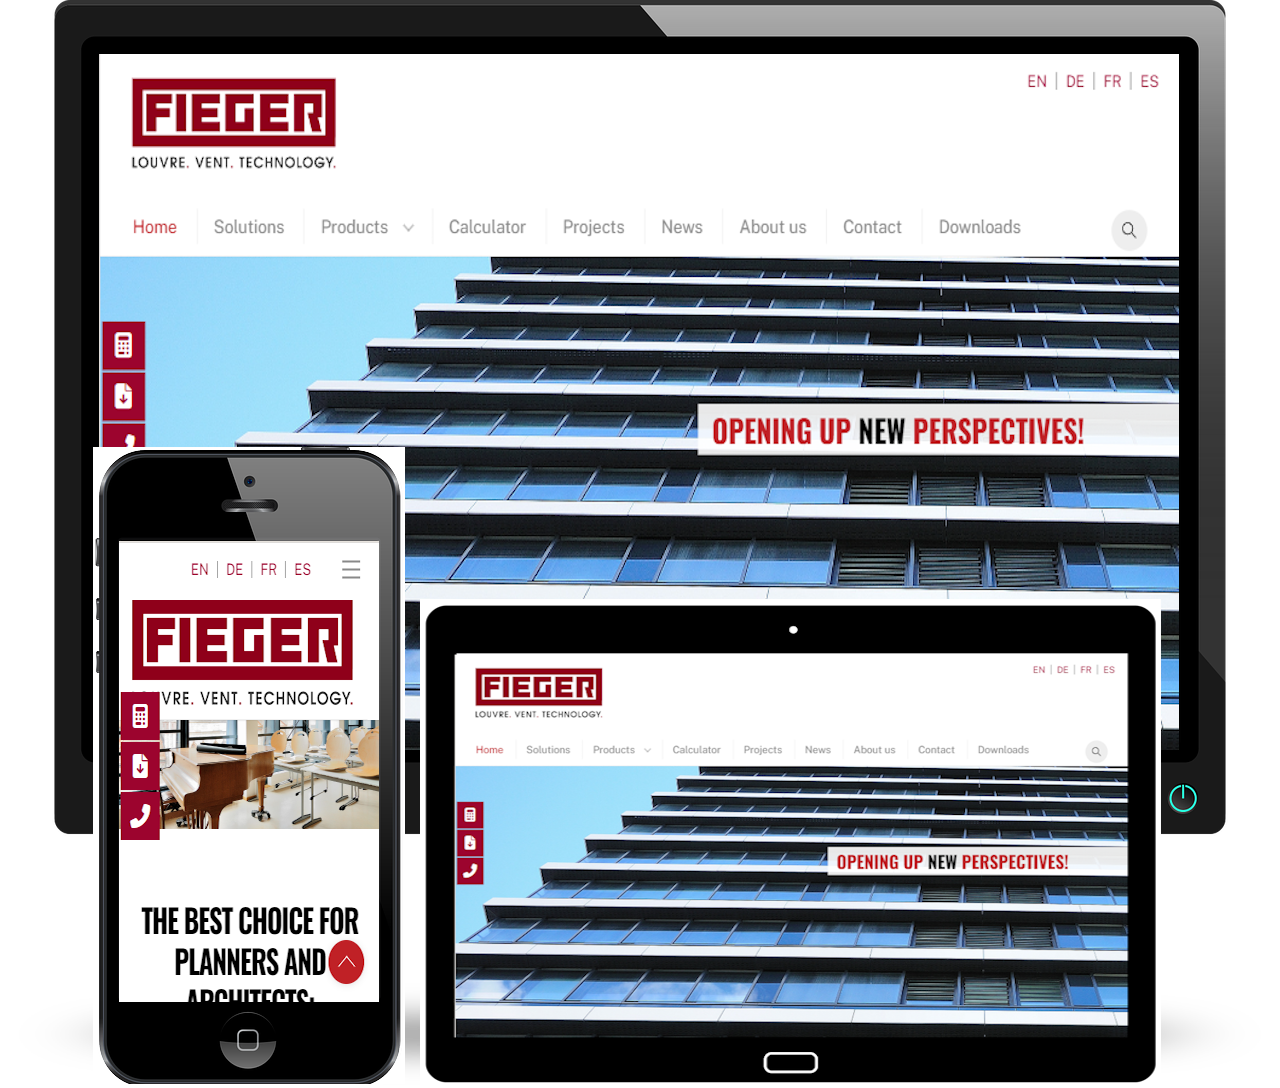 EN | DE | FR | ES
FIEGER
LOUVRE. VENT. TECHNOLOGY.
Home Solutions Products Calculator Projects News About us Contact Downloads
OPENING UP NEW PERSPECTIVES!
EN | DE | FR | ES
FIEGER
VRE. VENT. TECHNOLOGY.
THE BEST CHOICE FOR
PLANNERS AND
ARCHITECTS:
EN | DE | FR | ES
FIEGER
LOUVRE. VENT. TECHNOLOGY.
Home Solutions Products Calculator Projects News About us Contact Downloads
OPENING UP NEW PERSPECTIVES!